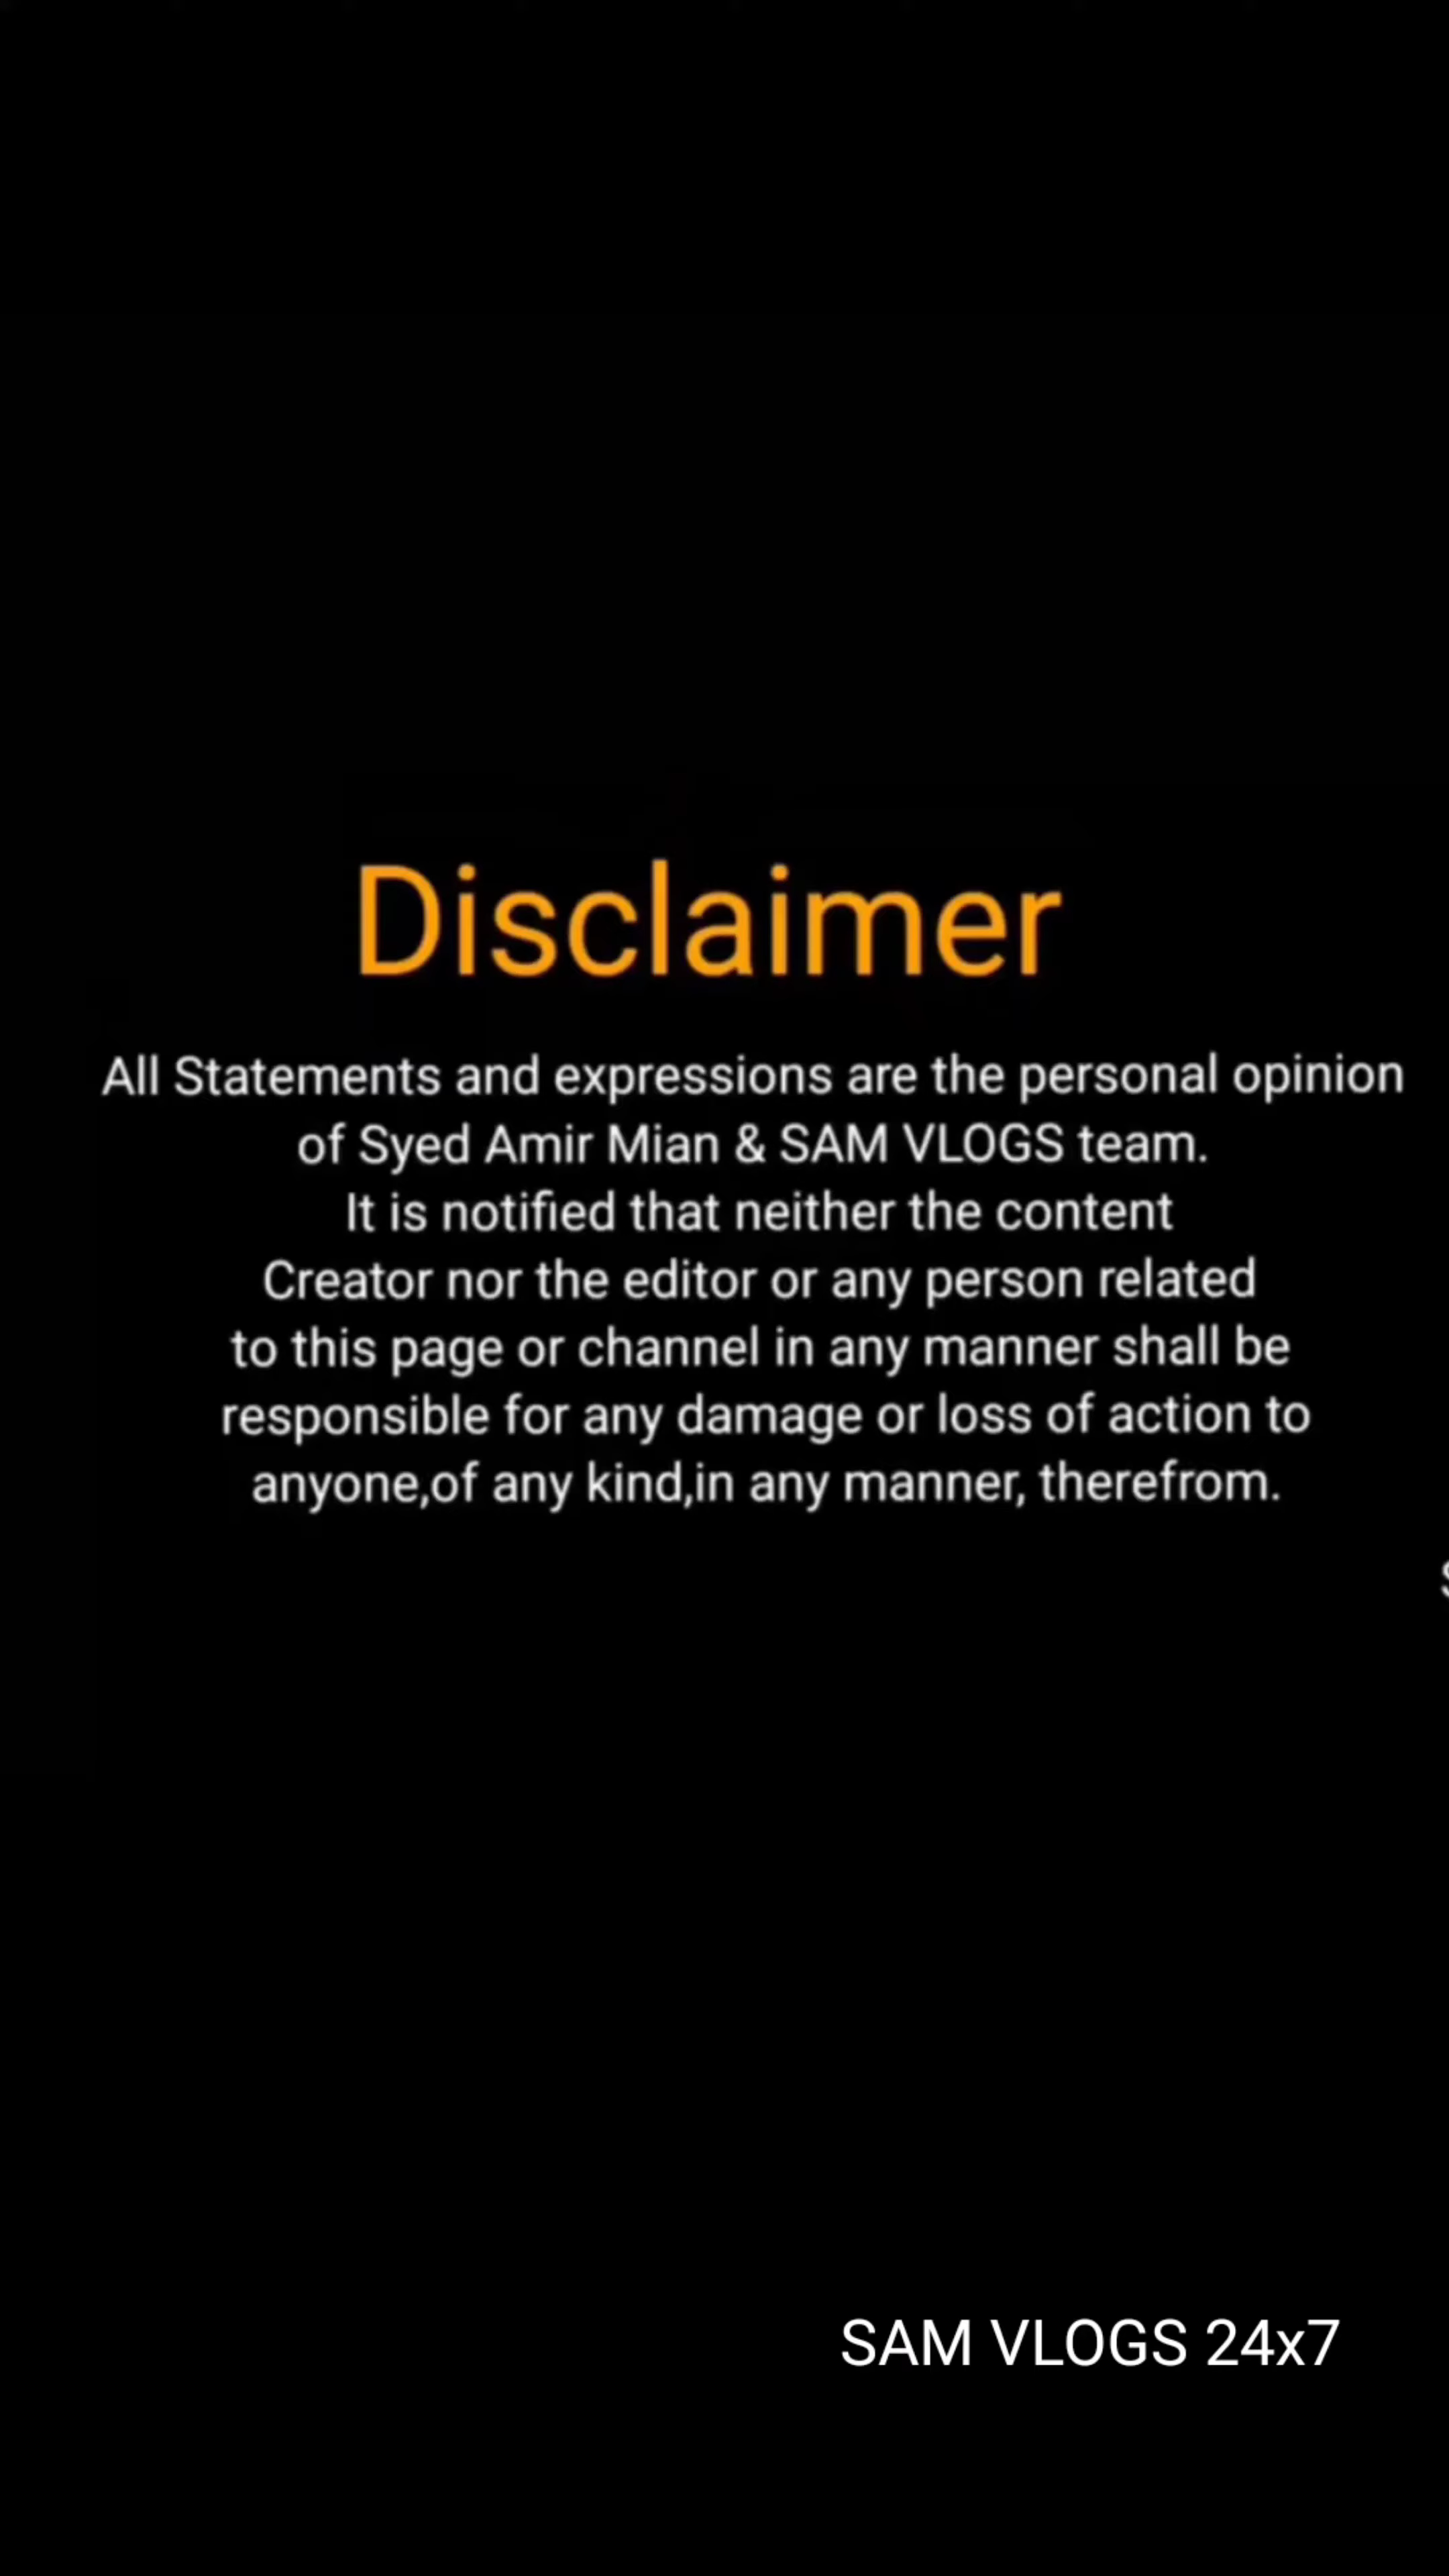 Disclaimer
All Statements and expressions are the personal opinion
of Syed Amir Mian & SAM VLOGS team.
It is notified that neither the content
Creator nor the editor or any person related
to this page or channel in any manner shall be
responsible for any damage or loss of action to
anyone,of any kind,in any manner, therefrom.
SAM VLOGS 24x7